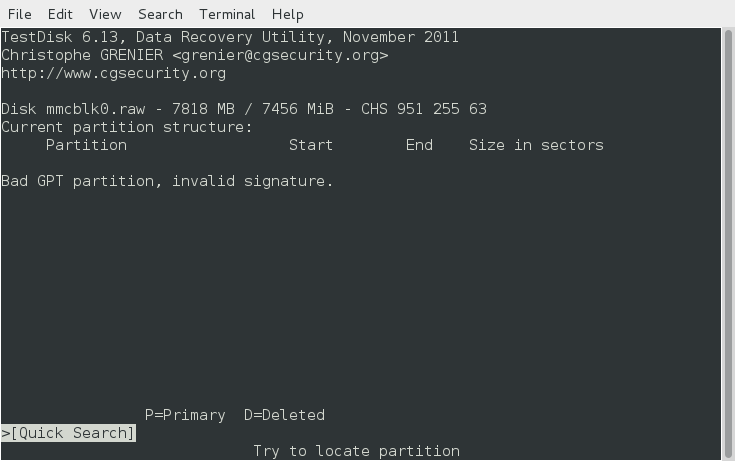 File Edit View Search Terminal Help
TestDisk 6.13, Data Recovery Utility, November 2011
Christophe GRENIER <grenier@cgsecurity.org>
http://www.cgsecurity.org
Disk mmcblk0.raw - 7818 MB / 7456 MiB - CHS 951 255 63
Current partition structure:
Partition Start End Size in sectors
Bad GPT partition, invalid signature.
P=Primary D=Deleted
>[Quick Search]
Try to locate partition